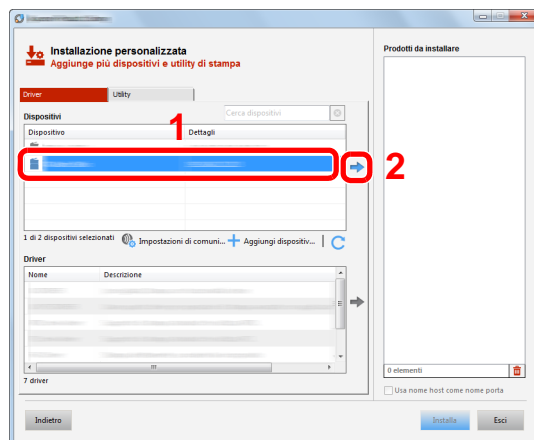 Installazione personalizzata
Aggiunge più dispositivi e utility di stampa
Prodotti da installare
Driver
Utility
Dispositivi
Cerca dispositivi
1
Dispositivo
Dettagli
2
1 di 2 dispositivi selezionati
Impostazioni di comuni...
Aggiungi dispositiv...
Driver
Nome
Descrizione
7 driver
0 elementi
Usa nome host come nome porta
Indietro
Installa
Esci